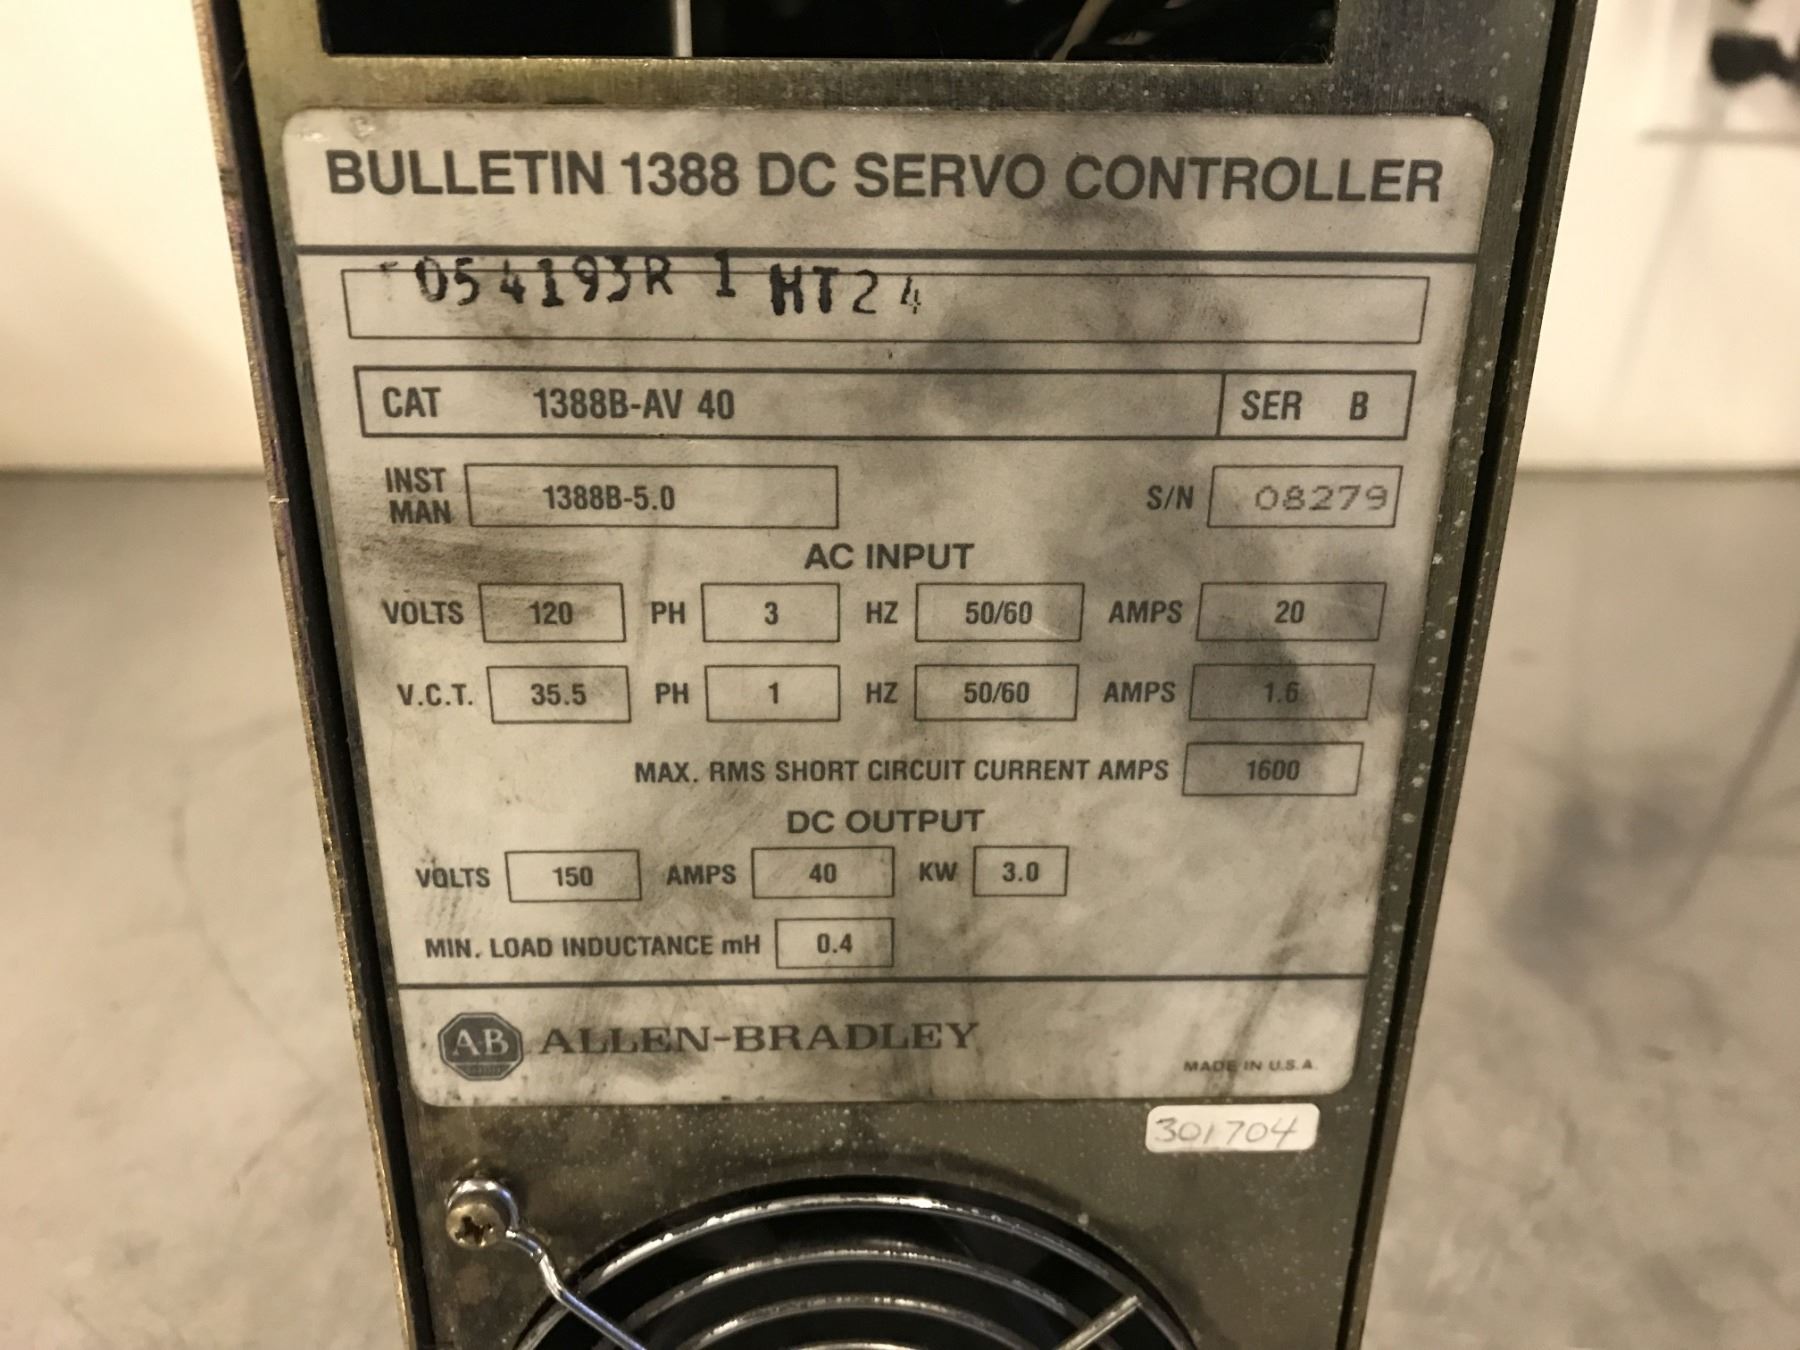 BULLETIN 1388 DC SERVO CONTROLLER
054193R 1 HT24
CAT 1388B-AV 40 SER B
INST MAN 1388B-5.0 S/N 08279
AC INPUT
VOLTS 120 PH 3 HZ 50/60 AMPS 20
V.C.T. 35.5 PH 1 HZ 50/60 AMPS 1.6
MAX. RMS SHORT CIRCUIT CURRENT AMPS 1600
DC OUTPUT
VOLTS 150 AMPS 40 KW 3.0
MIN. LOAD INDUCTANCE mH 0.4
AB ALLEN-BRADLEY
MADE IN U.S.A.
301704